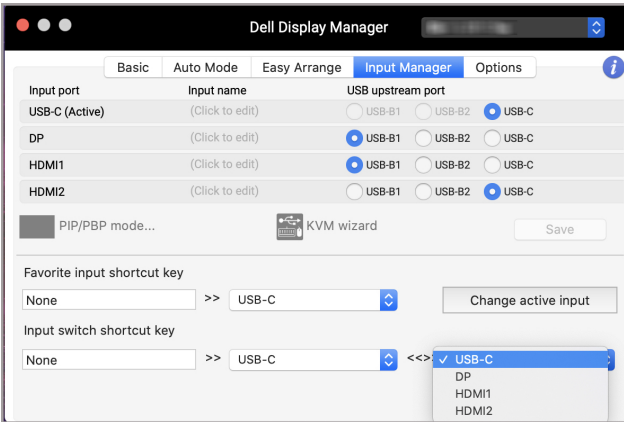 Dell Display Manager
Basic Auto Mode Easy Arrange Input Manager Options i
Input port Input name USB upstream port
USB-C (Active) (Click to edit) USB-B1 USB-B2 USB-C
DP (Click to edit) USB-B1 USB-B2 USB-C
HDMI1 (Click to edit) USB-B1 USB-B2 USB-C
HDMI2 (Click to edit) USB-B1 USB-B2 USB-C
PIP/PBP mode... KVM wizard Save
Favorite input shortcut key
None >> USB-C Change active input
Input switch shortcut key
None >> USB-C <<> ✓ USB-C
DP
HDMI1
HDMI2